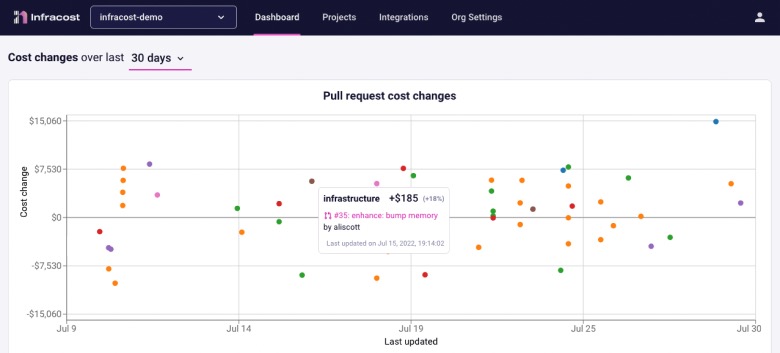 Infracost infracost-demo Dashboard Projects Integrations Org Settings
Cost changes over last 30 days
Pull request cost changes
$15,060
$7,530
$0
-$7,530
-$15,060
Cost change
infrastructure +$185 (+18%)
#35: enhance: bump memory
by aliscott
Last updated on Jul 15, 2022, 19:14:02
Jul 9 Jul 14 Jul 19 Jul 25 Jul 30
Last updated